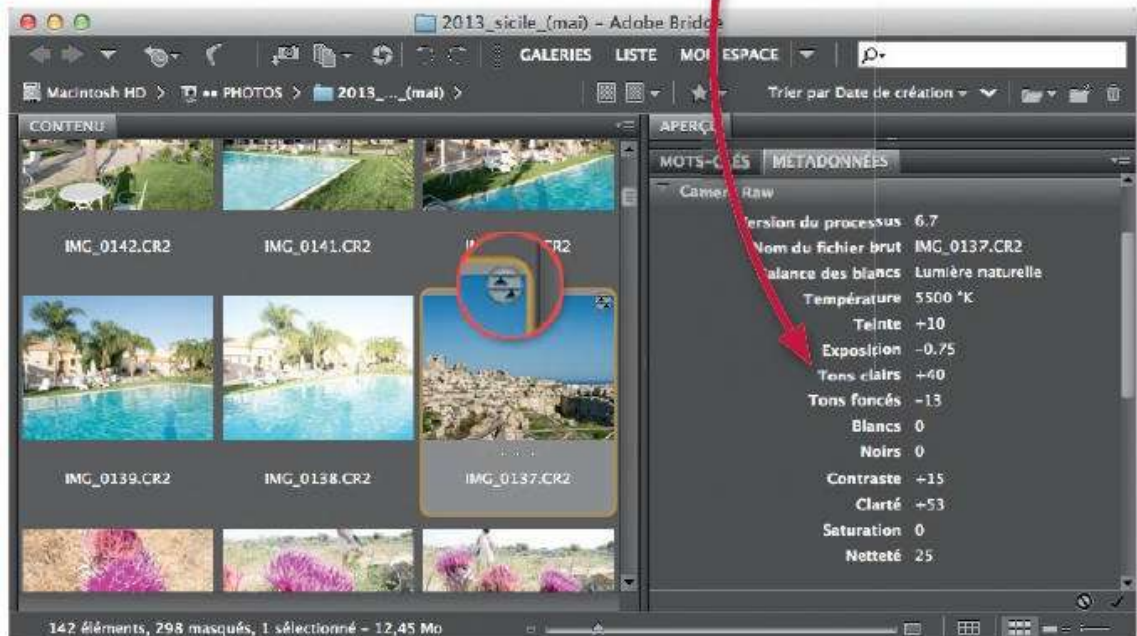 2013_sicile_(mai) – Adobe Bridge
GALERIES LISTE MON ESPACE
Macintosh HD > PHOTOS > 2013_..._(mai) > Trier par Date de création
CONTENU
APERÇU
MOTS-CLÉS MÉTADONNÉES
Camera Raw
Version du processus 6.7
Nom du fichier brut IMG_0137.CR2
Balance des blancs Lumière naturelle
Température 5500 °K
Teinte +10
Exposition -0,75
Tons clairs +40
Tons foncés -13
Blancs 0
Noirs 0
Contraste +15
Clarté +53
Saturation 0
Netteté 25
IMG_0142.CR2 IMG_0141.CR2
IMG_0139.CR2 IMG_0138.CR2 IMG_0137.CR2
142 éléments, 298 masqués, 1 sélectionné – 12,45 Mo